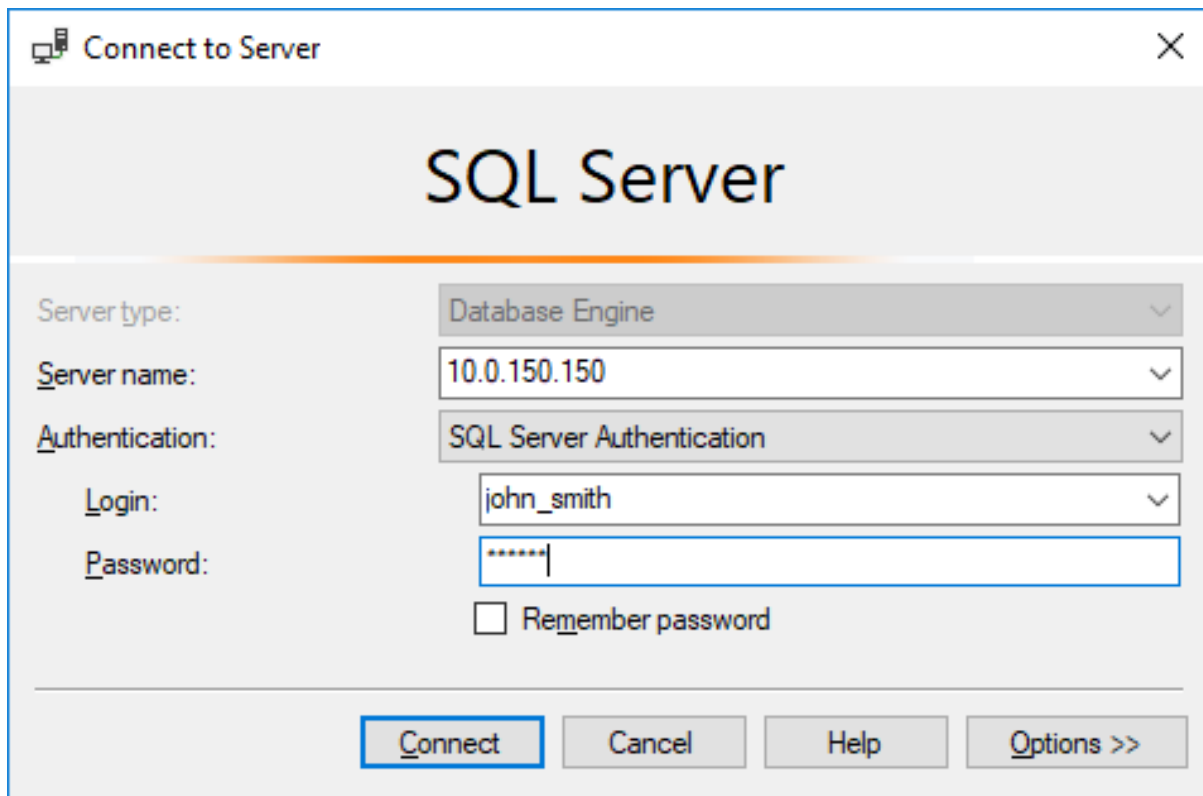 Connect to Server
SQL Server
Server type: Database Engine
Server name: 10.0.150.150
Authentication: SQL Server Authentication
Login: john_smith
Password: ******
Remember password
Connect Cancel Help Options >>